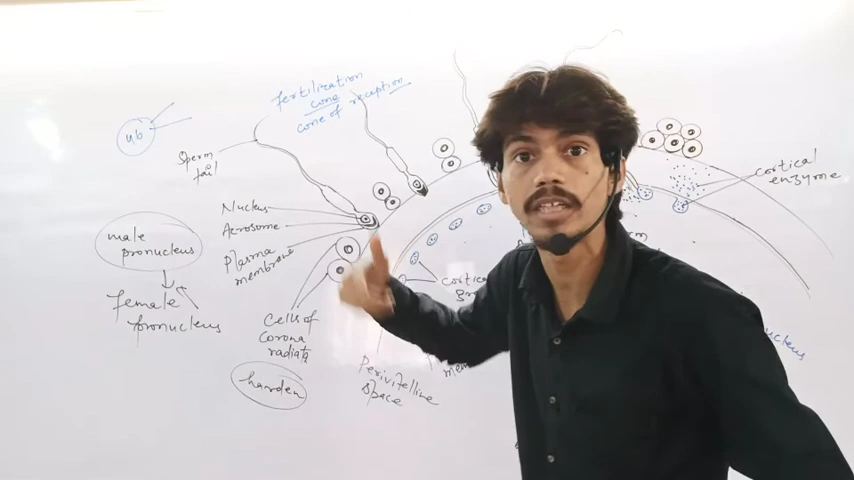 fertilization
cone
cone of reception
ub
Sperm
tail
Nucleus
Acrosome
Plasma
membrane
male
pronucleus
female
pronucleus
Cells of
Corona
radiata
harden
Perivitelline
Space
cortical
enzyme